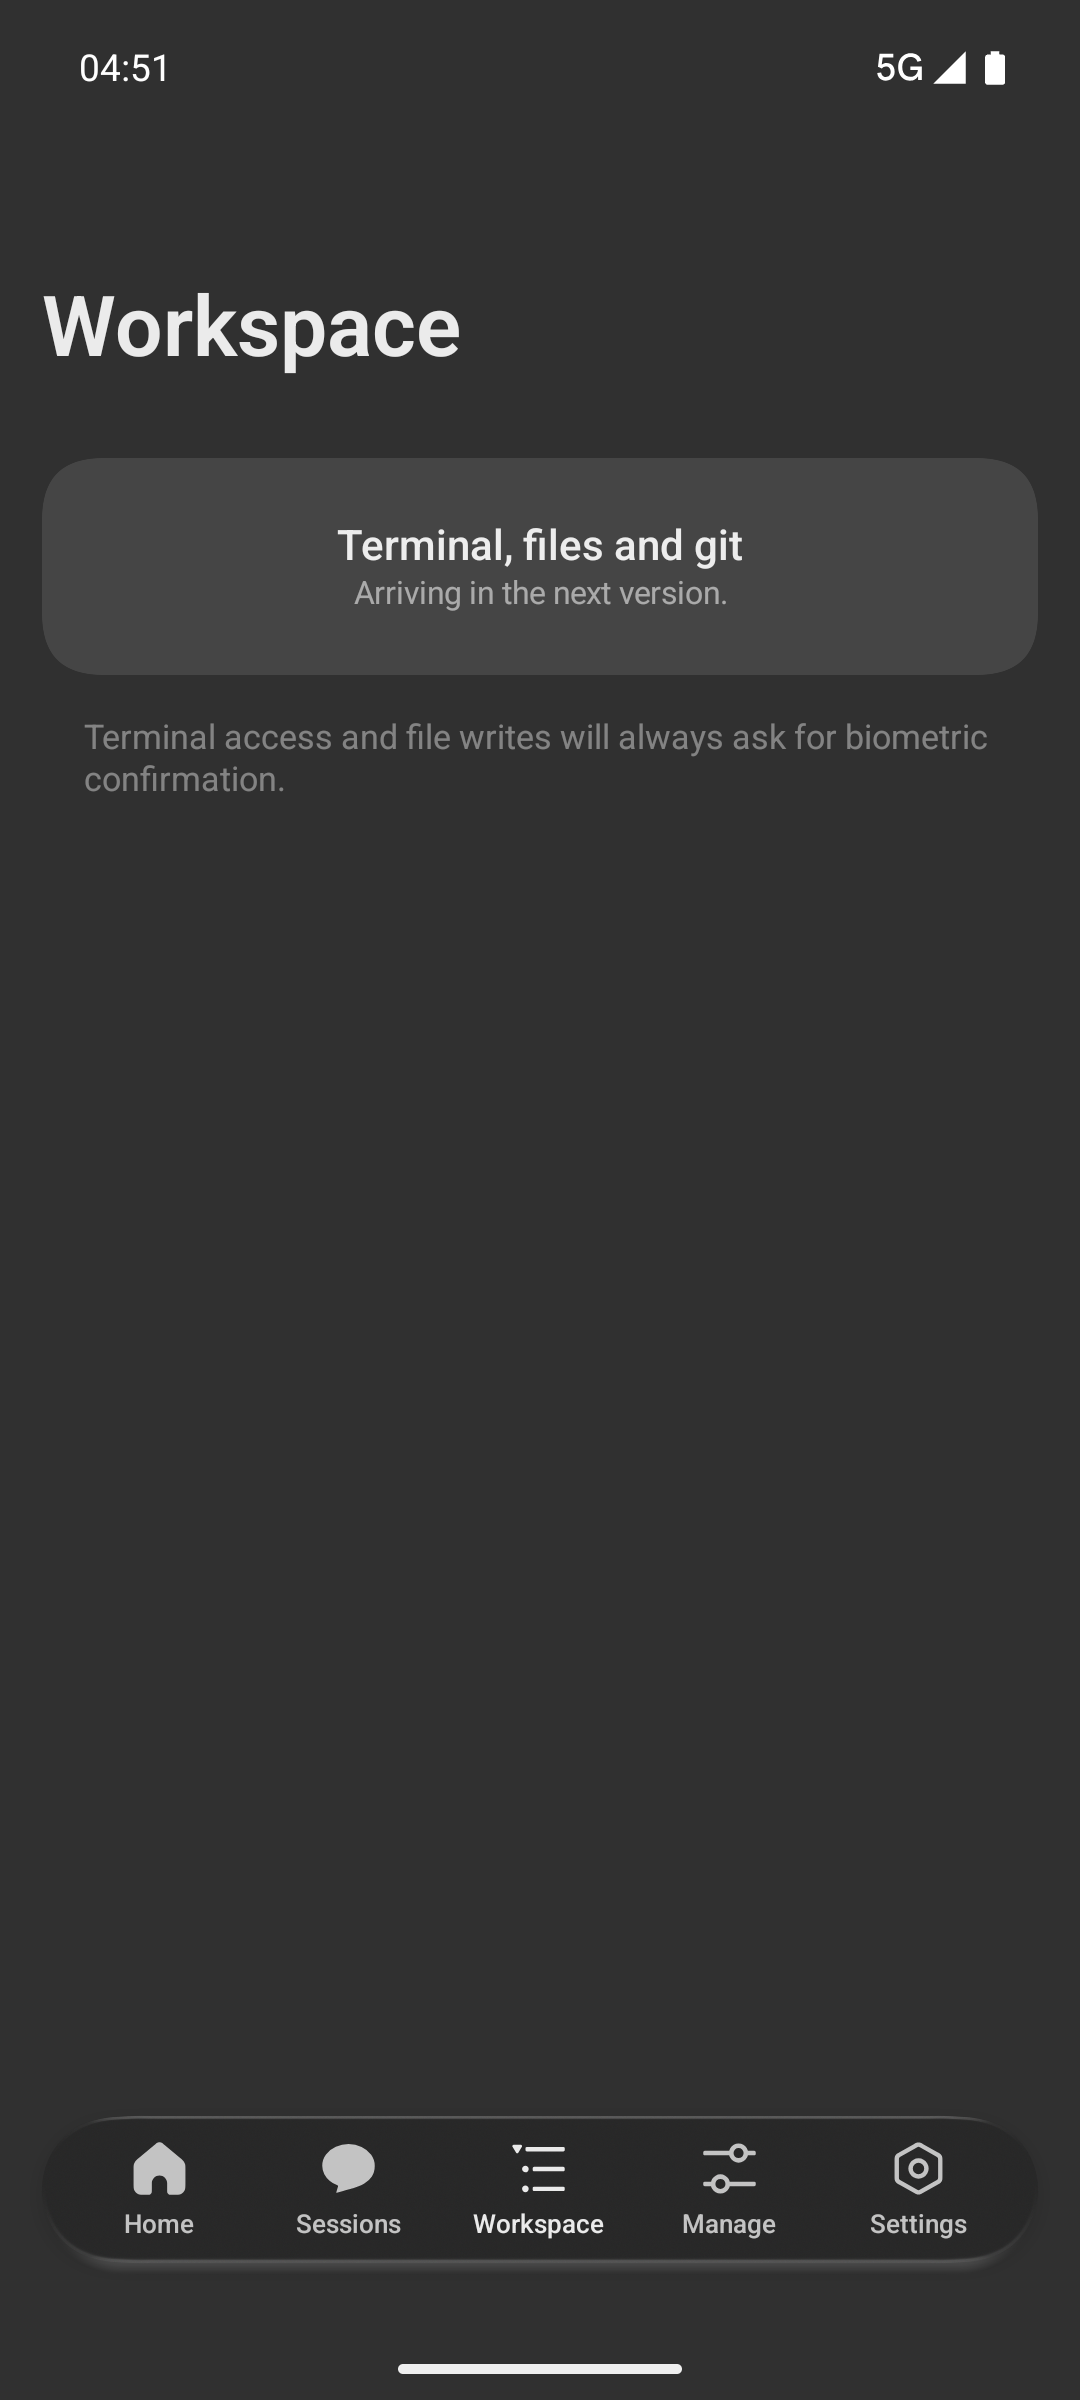 04:51
5G
Workspace
Terminal, files and git
Arriving in the next version.
Terminal access and file writes will always ask for biometric
confirmation.
Home
Sessions
Workspace
Manage
Settings